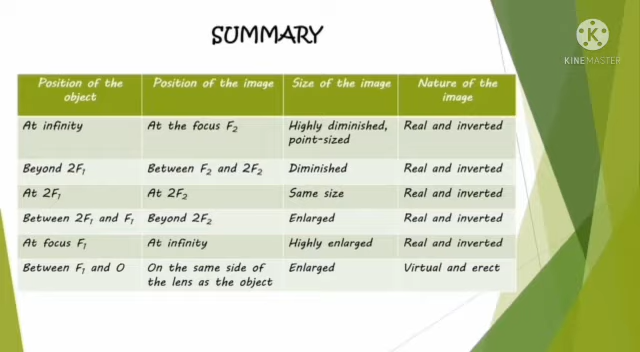 SUMMARY
K
KINEMASTER
Position of the object
Position of the image
Size of the image
Nature of the image
At infinity
At the focus F₂
Highly diminished, point-sized
Real and inverted
Beyond 2F₁
Between F₂ and 2F₂
Diminished
Real and inverted
At 2F₁
At 2F₂
Same size
Real and inverted
Between 2F₁ and F₁
Beyond 2F₂
Enlarged
Real and inverted
At focus F₁
At infinity
Highly enlarged
Real and inverted
Between F₁ and O
On the same side of the lens as the object
Enlarged
Virtual and erect